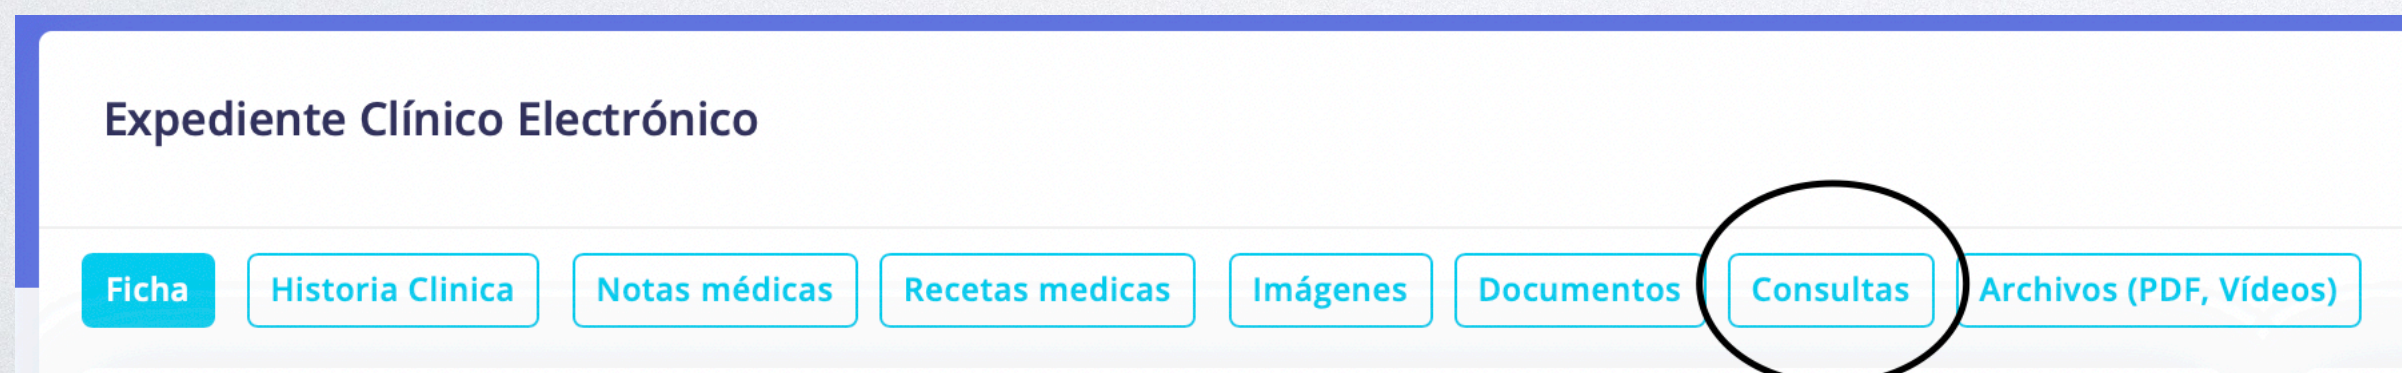 Expediente Clínico Electrónico
Ficha Historia Clinica Notas médicas Recetas medicas Imágenes Documentos Consultas Archivos (PDF, Vídeos)